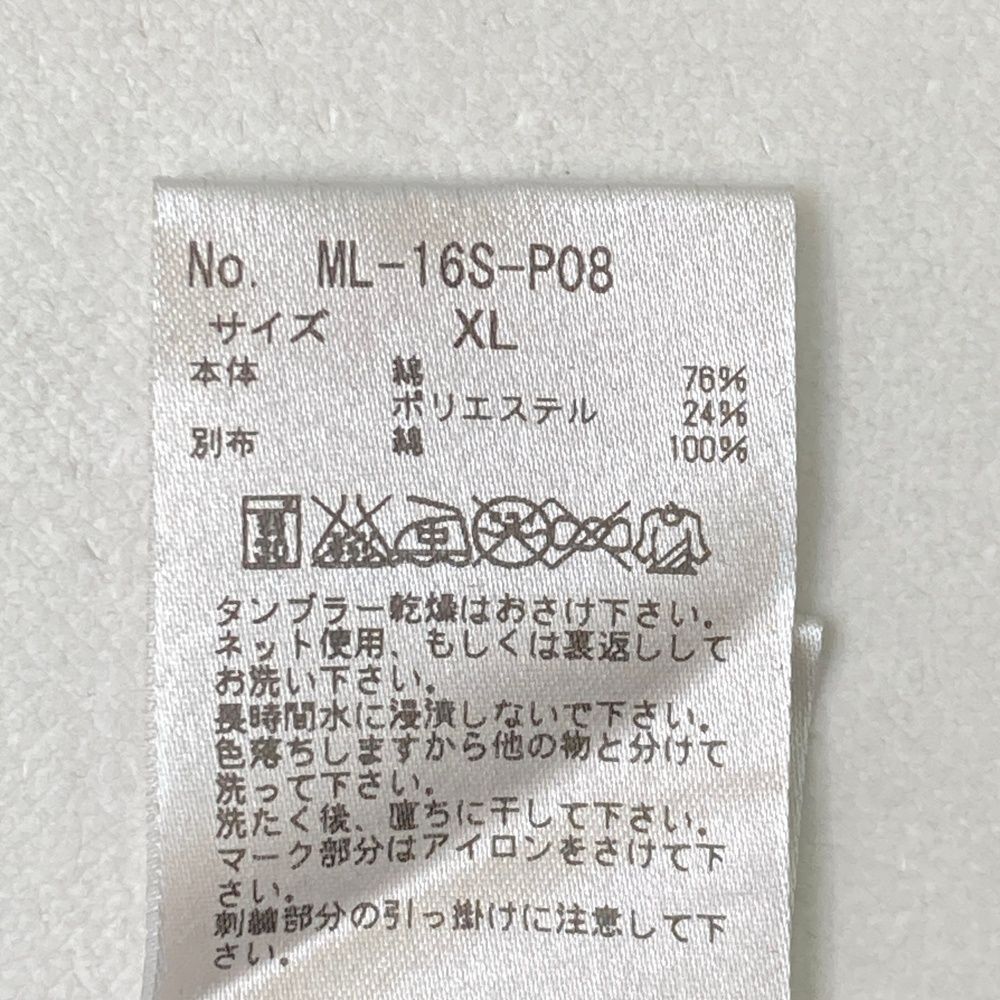 No. ML-16S-P08
サイズ XL
本体 綿 76%
ポリエステル 24%
別布 綿 100%
中
タンブラー乾燥はおさけ下さい。
ネット使用、もしくは裏返しして
お洗い下さい。
長時間水に浸漬しないで下さい。
色落ちしますから他の物と分けて
洗って下さい。
洗たく後、直ちに干して下さい。
マーク部分はアイロンをさけて下
さい。
刺繍部分の引っ掛けに注意して下
さい。